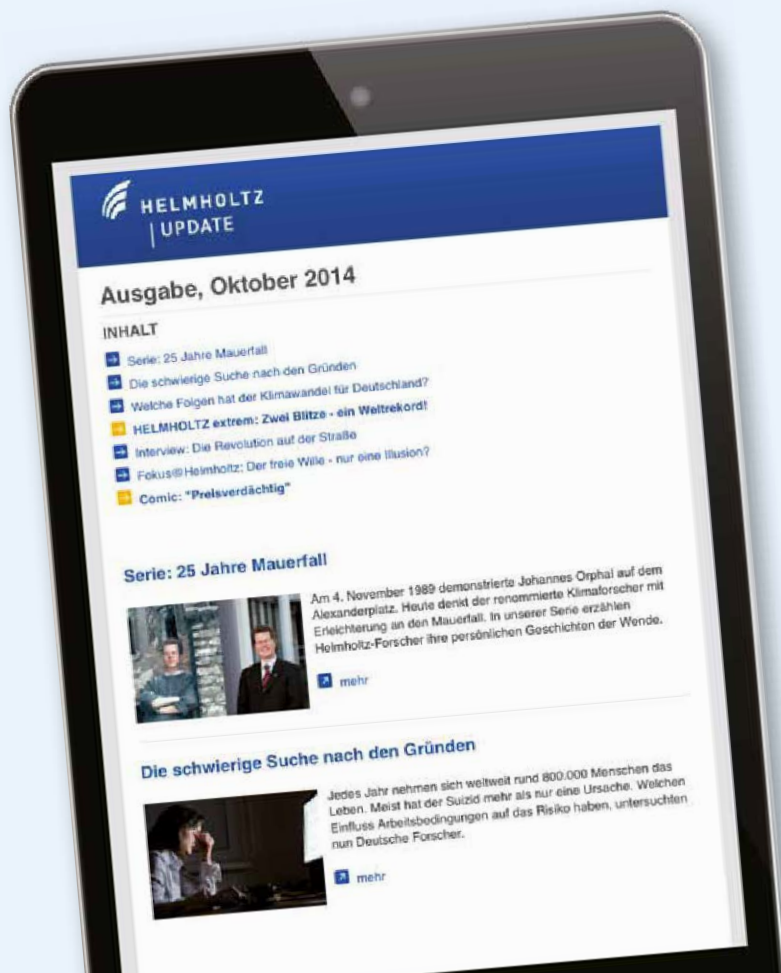 HELMHOLTZ
| UPDATE
Ausgabe, Oktober 2014
INHALT
Serie: 25 Jahre Mauerfall
Die schwierige Suche nach den Gründen
Welche Folgen hat der Klimawandel für Deutschland?
HELMHOLTZ extrem: Zwei Blitze - ein Weltrekord!
Interview: Die Revolution auf der Straße
Fokus@Helmholtz: Der freie Wille - nur eine Illusion?
Comic: "Preisverdächtig"
Serie: 25 Jahre Mauerfall
Am 4. November 1989 demonstrierte Johannes Orphal auf dem
Alexanderplatz. Heute denkt der renommierte Klimaforscher mit
Erleichterung an den Mauerfall. In unserer Serie erzählen
Helmholtz-Forscher ihre persönlichen Geschichten der Wende.
mehr
Die schwierige Suche nach den Gründen
Jedes Jahr nehmen sich weltweit rund 800.000 Menschen das
Leben. Meist hat der Suizid mehr als nur eine Ursache. Welchen
Einfluss Arbeitsbedingungen auf das Risiko haben, untersuchten
nun Deutsche Forscher.
mehr